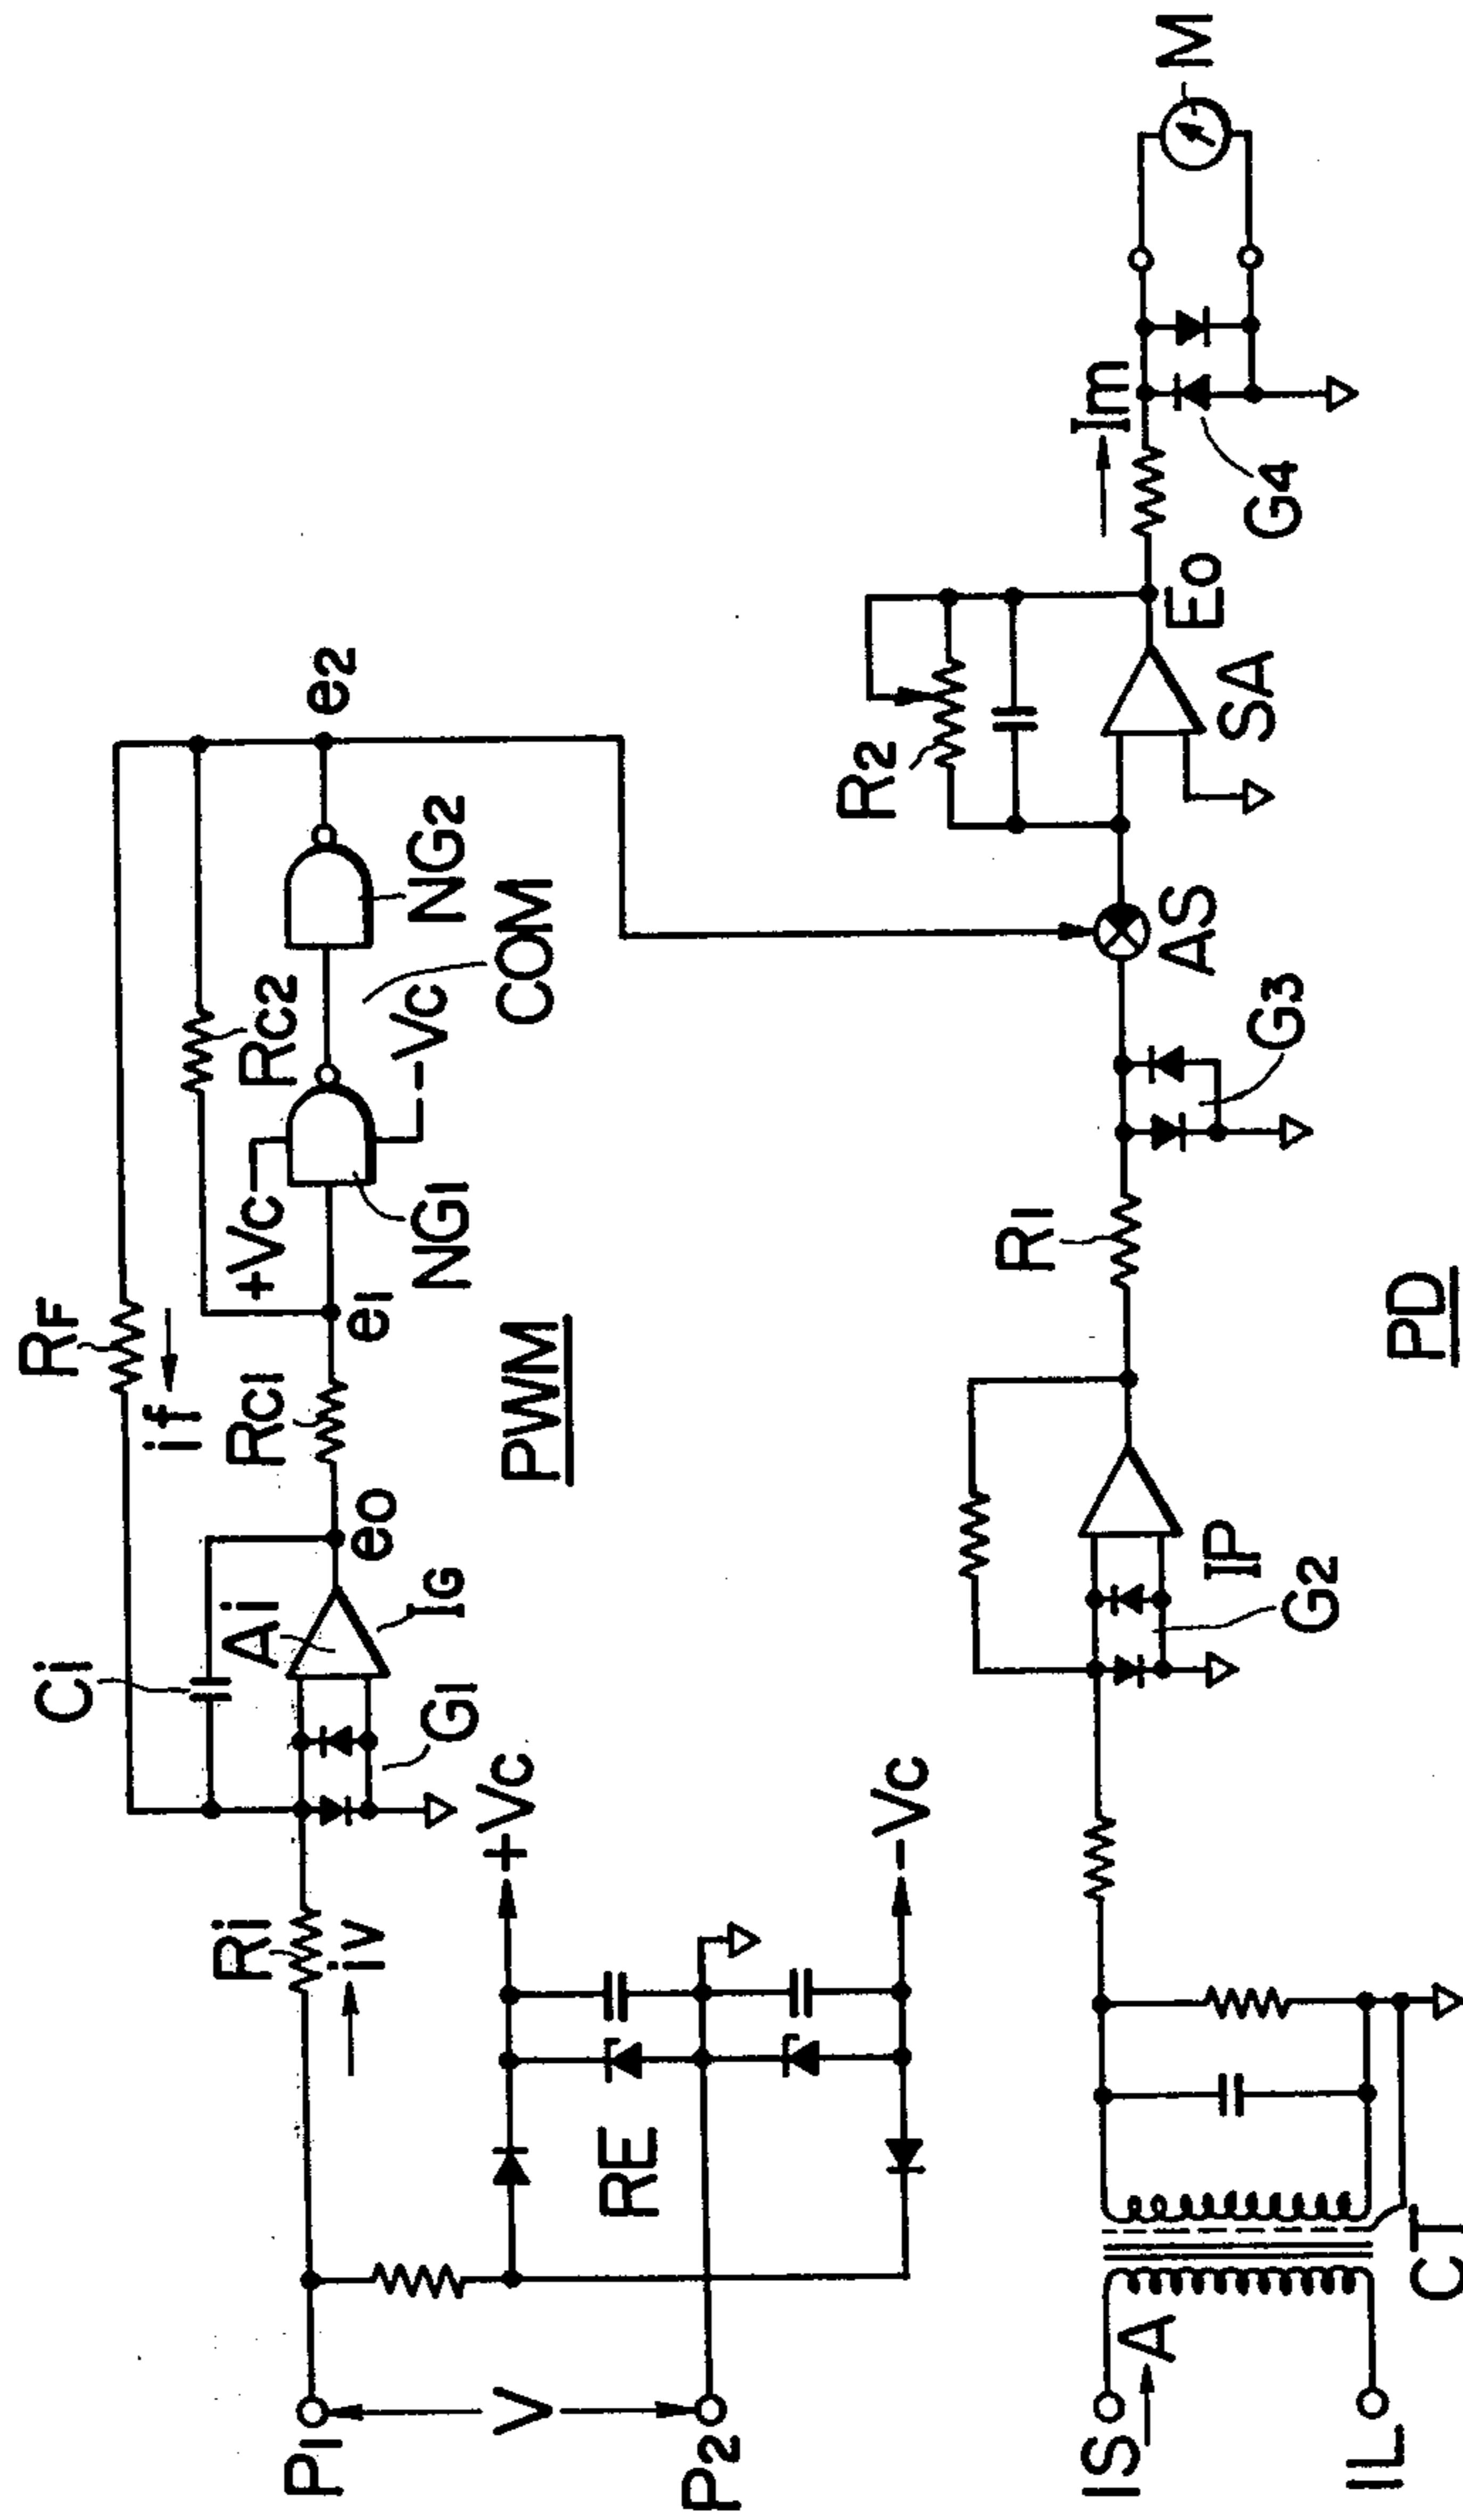 RF
if
Ci
Ai
Ri
iv
G1
IG
eo
Rc1
e1
+Vc
-Vc
Rc2
NG1
COM
NG2
e2
PWM
P1
V
P2
RE
+Vc
-Vc
IS
A
IL
CT
G2
IP
R1
G3
AS
R2
SA
Eo
Im
G4
M
PD